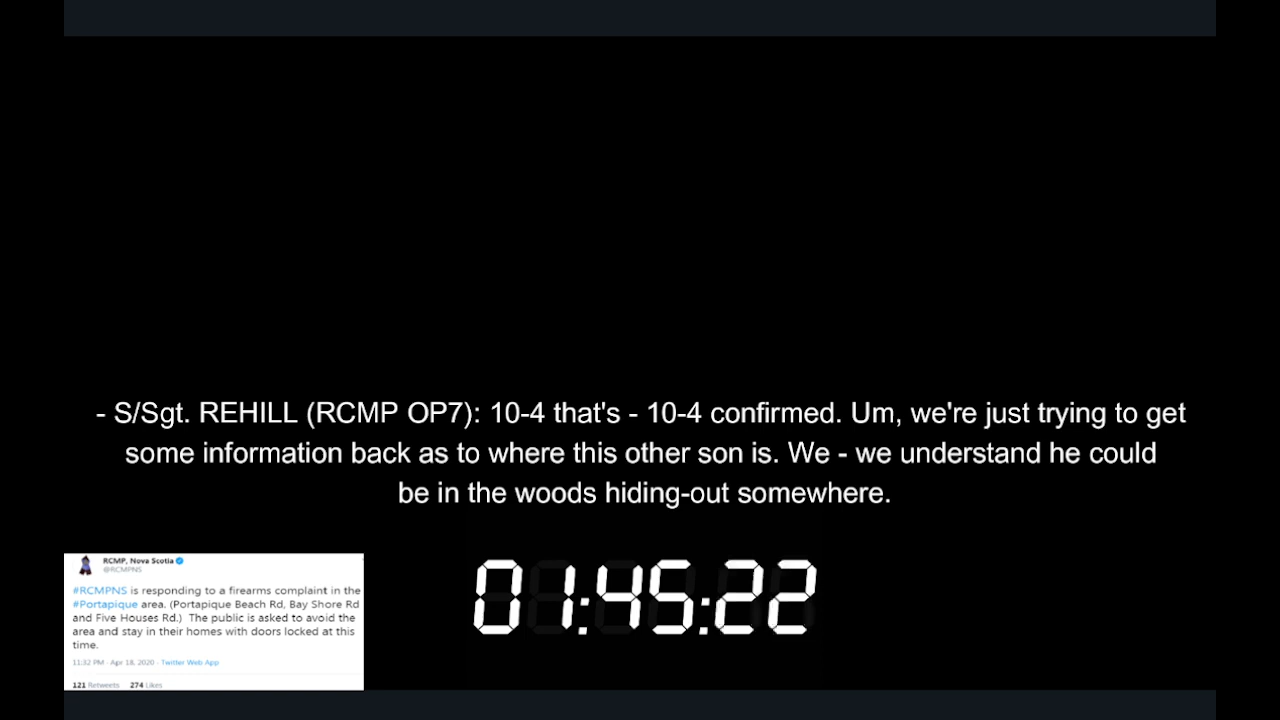 - S/Sgt. REHILL (RCMP OP7): 10-4 that's - 10-4 confirmed. Um, we're just trying to get
some information back as to where this other son is. We - we understand he could
be in the woods hiding-out somewhere.
01:45:22
RCMP, Nova Scotia
@RCMPNS
#RCMPNS is responding to a firearms complaint in the
#Portapique area. (Portapique Beach Rd, Bay Shore Rd
and Five Houses Rd.) The public is asked to avoid the
area and stay in their homes with doors locked at this
time.
11:32 PM · Apr 18, 2020 · Twitter Web App
121 Retweets 274 Likes